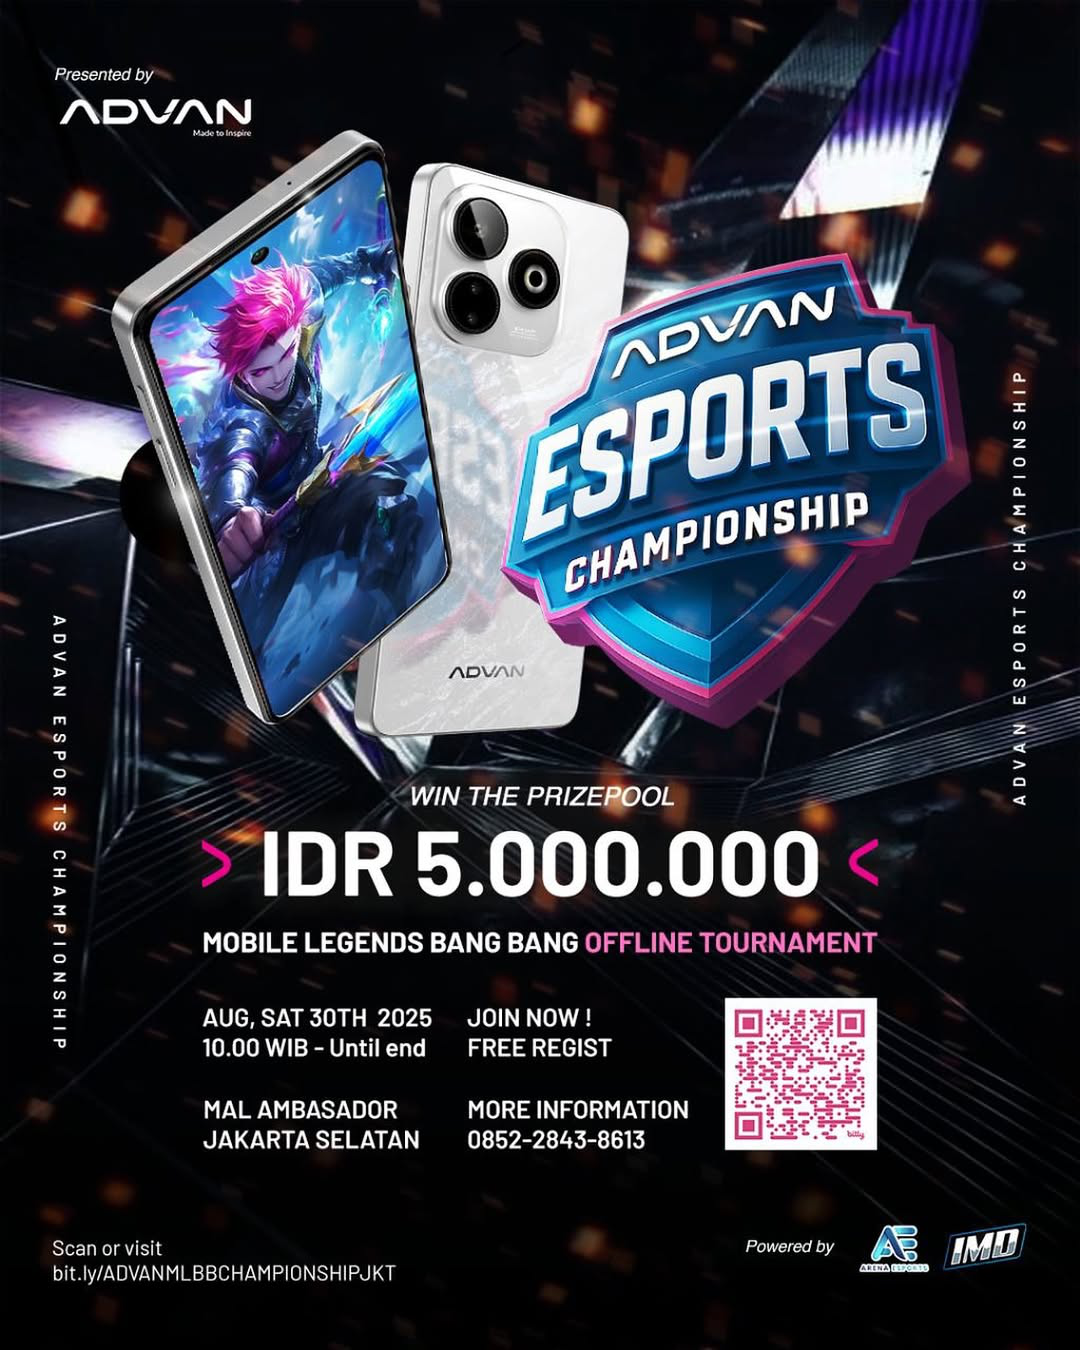 Presented by
ADVAN
Made to Inspire
ADVAN
ESPORTS
CHAMPIONSHIP
ADVAN
ADVAN ESPORTS CHAMPIONSHIP
ADVAN ESPORTS CHAMPIONSHIP
WIN THE PRIZEPOOL
> IDR 5.000.000 <
MOBILE LEGENDS BANG BANG OFFLINE TOURNAMENT
AUG, SAT 30TH 2025
10.00 WIB - Until end
JOIN NOW !
FREE REGIST
MAL AMBASADOR
JAKARTA SELATAN
MORE INFORMATION
0852-2843-8613
bitly
Scan or visit
bit.ly/ADVANMLBBCHAMPIONSHIPJKT
Powered by
AE
ARENA ESPORTS
IMD